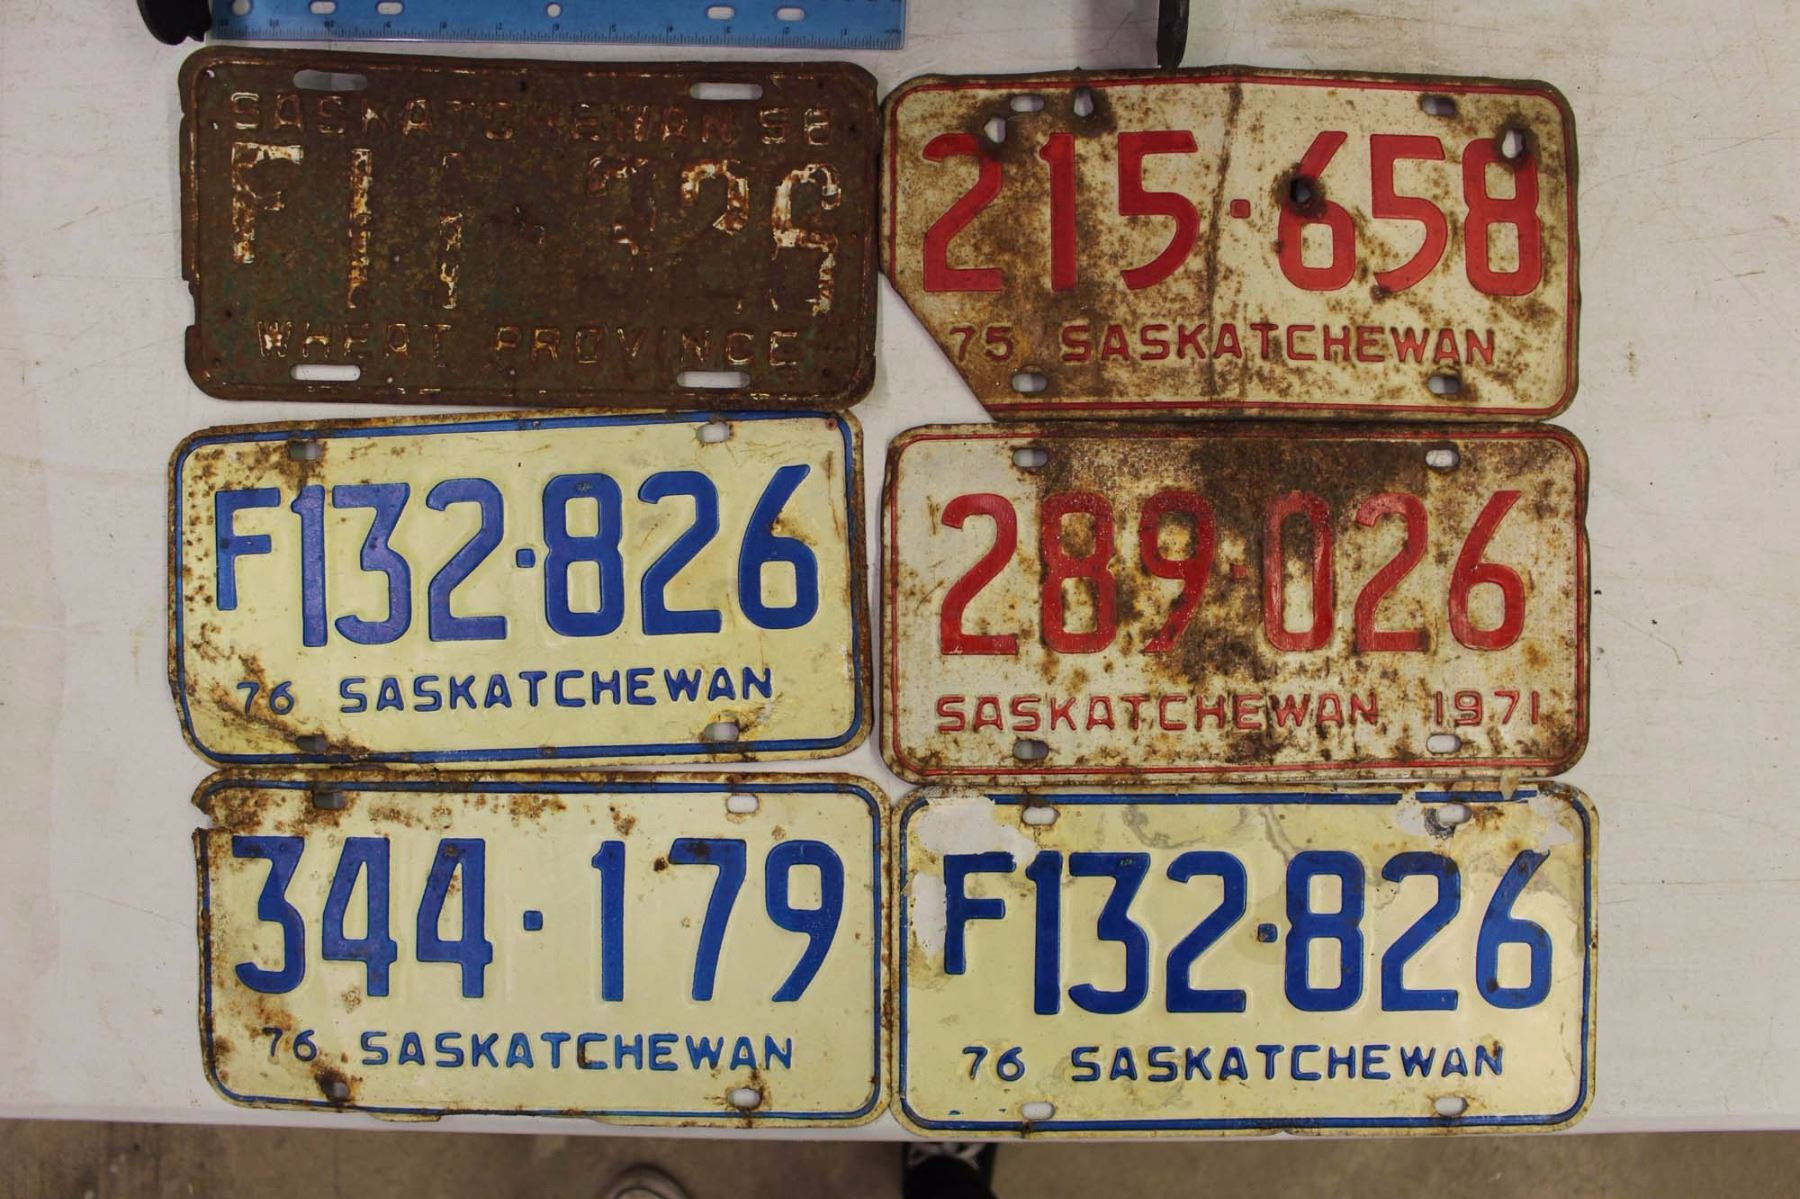 SASKATCHEWAN 58
WHEAT PROVINCE
215·658
75 SASKATCHEWAN
F132·826
76 SASKATCHEWAN
289·026
SASKATCHEWAN 1971
344·179
76 SASKATCHEWAN
F132·826
76 SASKATCHEWAN